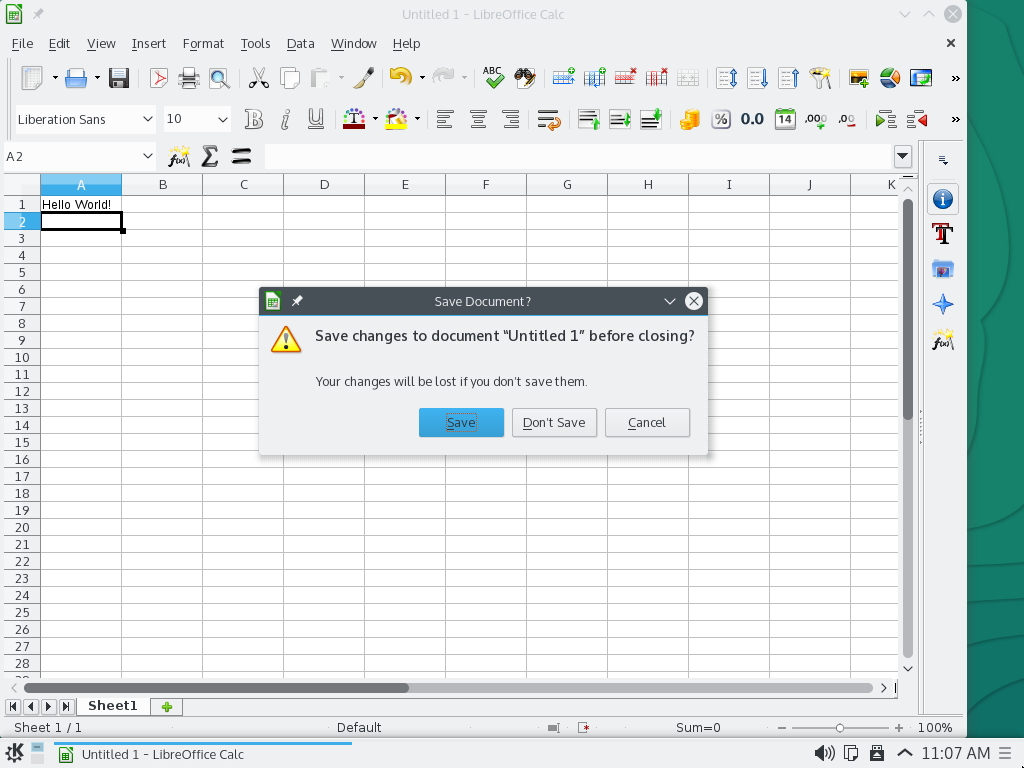 Untitled 1 - LibreOffice Calc
File Edit View Insert Format Tools Data Window Help
ABC
Liberation Sans 10 % 0.0 14 .000 .00
A2 f(x) Σ =
A B C D E F G H I J K
1 Hello World!
2
3
4
5
6
7
8
9
10
11
12
13
14
15
16
17
18
19
20
21
22
23
24
25
26
27
28
Save Document?
Save changes to document “Untitled 1” before closing?
Your changes will be lost if you don't save them.
Save Don't Save Cancel
Sheet1
Sheet 1 / 1 Default Sum=0 100%
Untitled 1 - LibreOffice Calc 11:07 AM